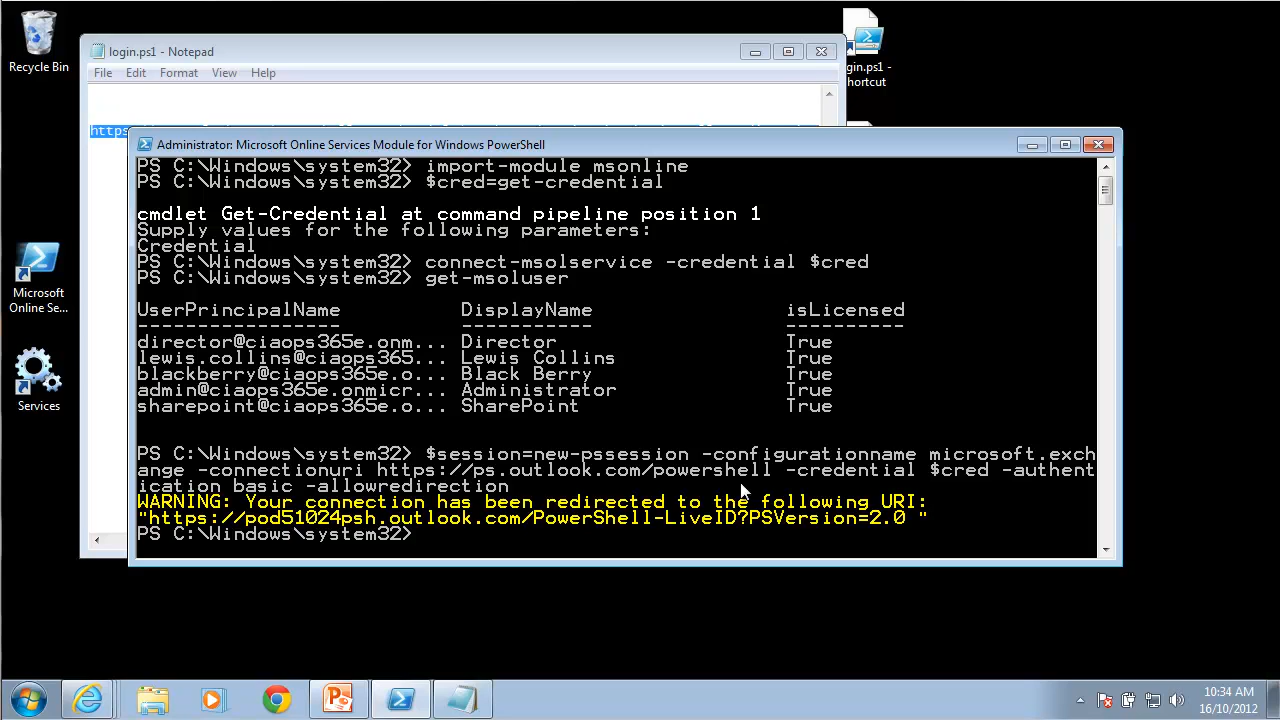 Recycle Bin
login.ps1 - Notepad
File Edit Format View Help
https
gin.ps1 -
hortcut
Administrator: Microsoft Online Services Module for Windows PowerShell
PS C:\Windows\system32> import-module msonline
PS C:\Windows\system32> $cred=get-credential
cmdlet Get-Credential at command pipeline position 1
Supply values for the following parameters:
Credential
PS C:\Windows\system32> connect-msolservice -credential $cred
PS C:\Windows\system32> get-msoluser
UserPrincipalName DisplayName isLicensed
----------------- ----------- ----------
director@ciaops365e.onm... Director True
lewis.collins@ciaops365... Lewis Collins True
blackberry@ciaops365e.o... Black Berry True
admin@ciaops365e.onmicr... Administrator True
sharepoint@ciaops365e.o... SharePoint True
PS C:\Windows\system32> $session=new-pssession -configurationname microsoft.exch
ange -connectionuri https://ps.outlook.com/powershell -credential $cred -authent
ication basic -allowredirection
WARNING: Your connection has been redirected to the following URI:
"https://pod51024psh.outlook.com/PowerShell-LiveID?PSVersion=2.0 "
PS C:\Windows\system32>
Microsoft
Online Se...
Services
10:34 AM
16/10/2012